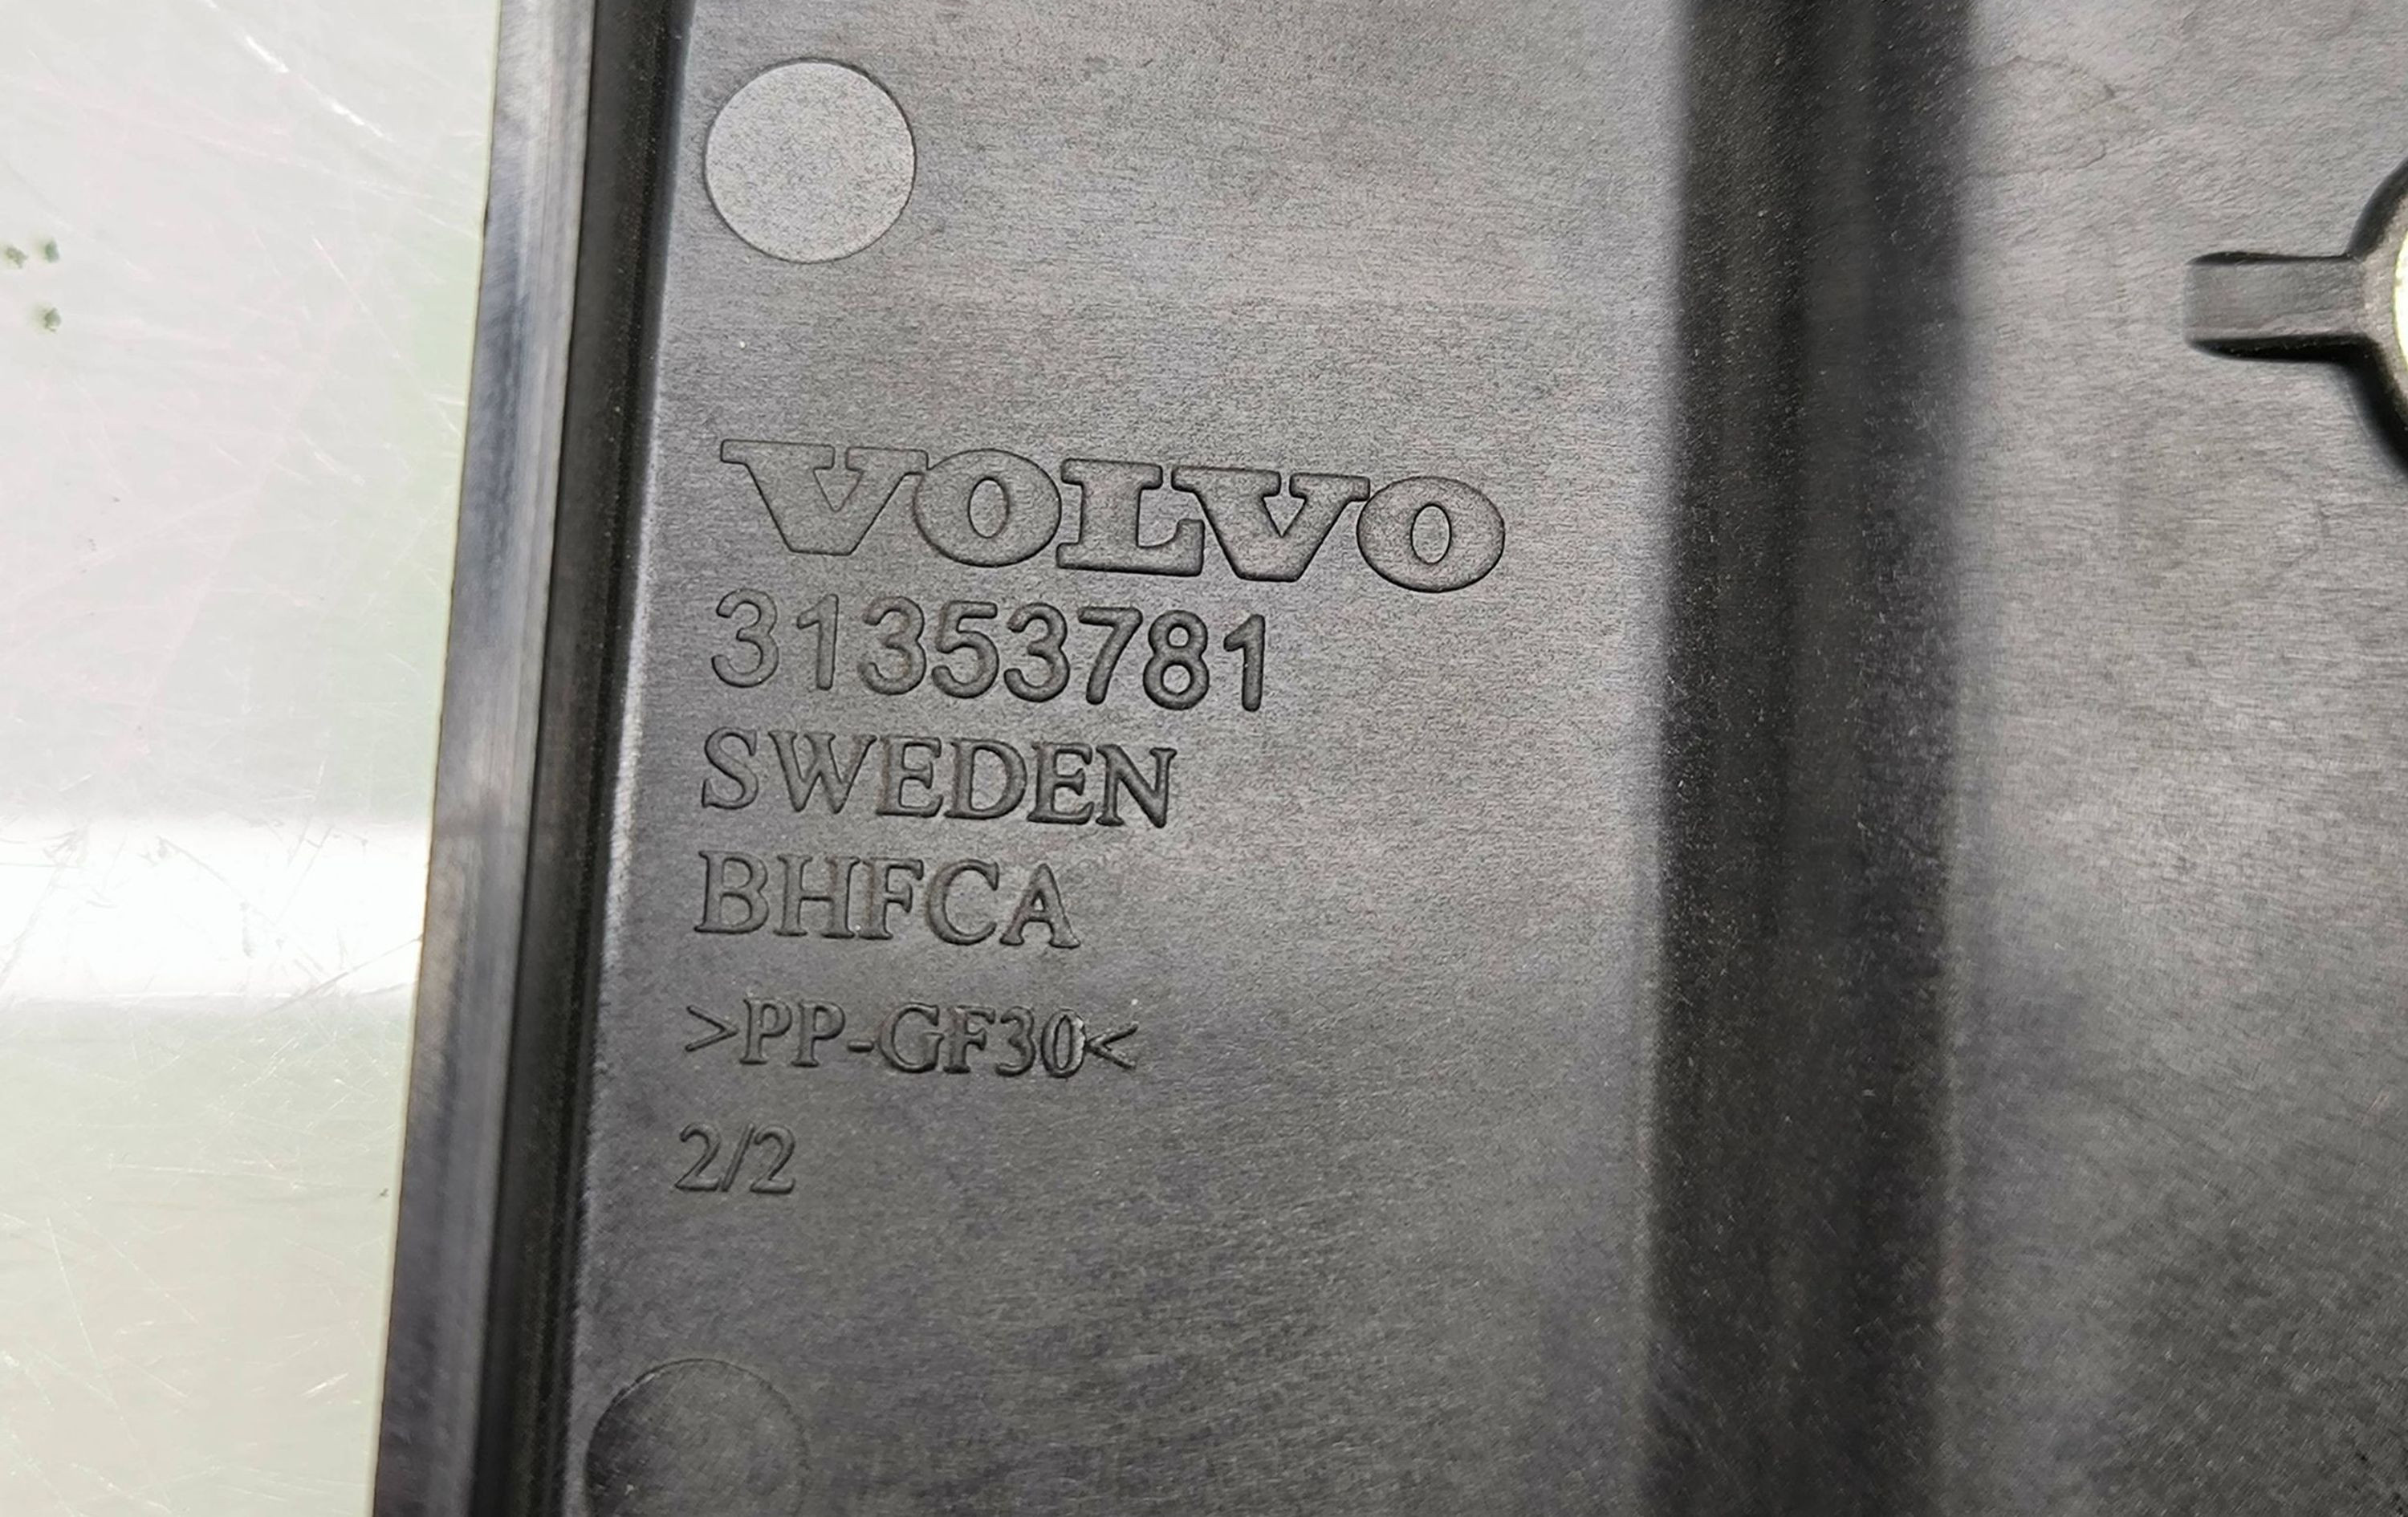 VOLVO
31353781
SWEDEN
BHFCA
>PP-GF30<
2/2